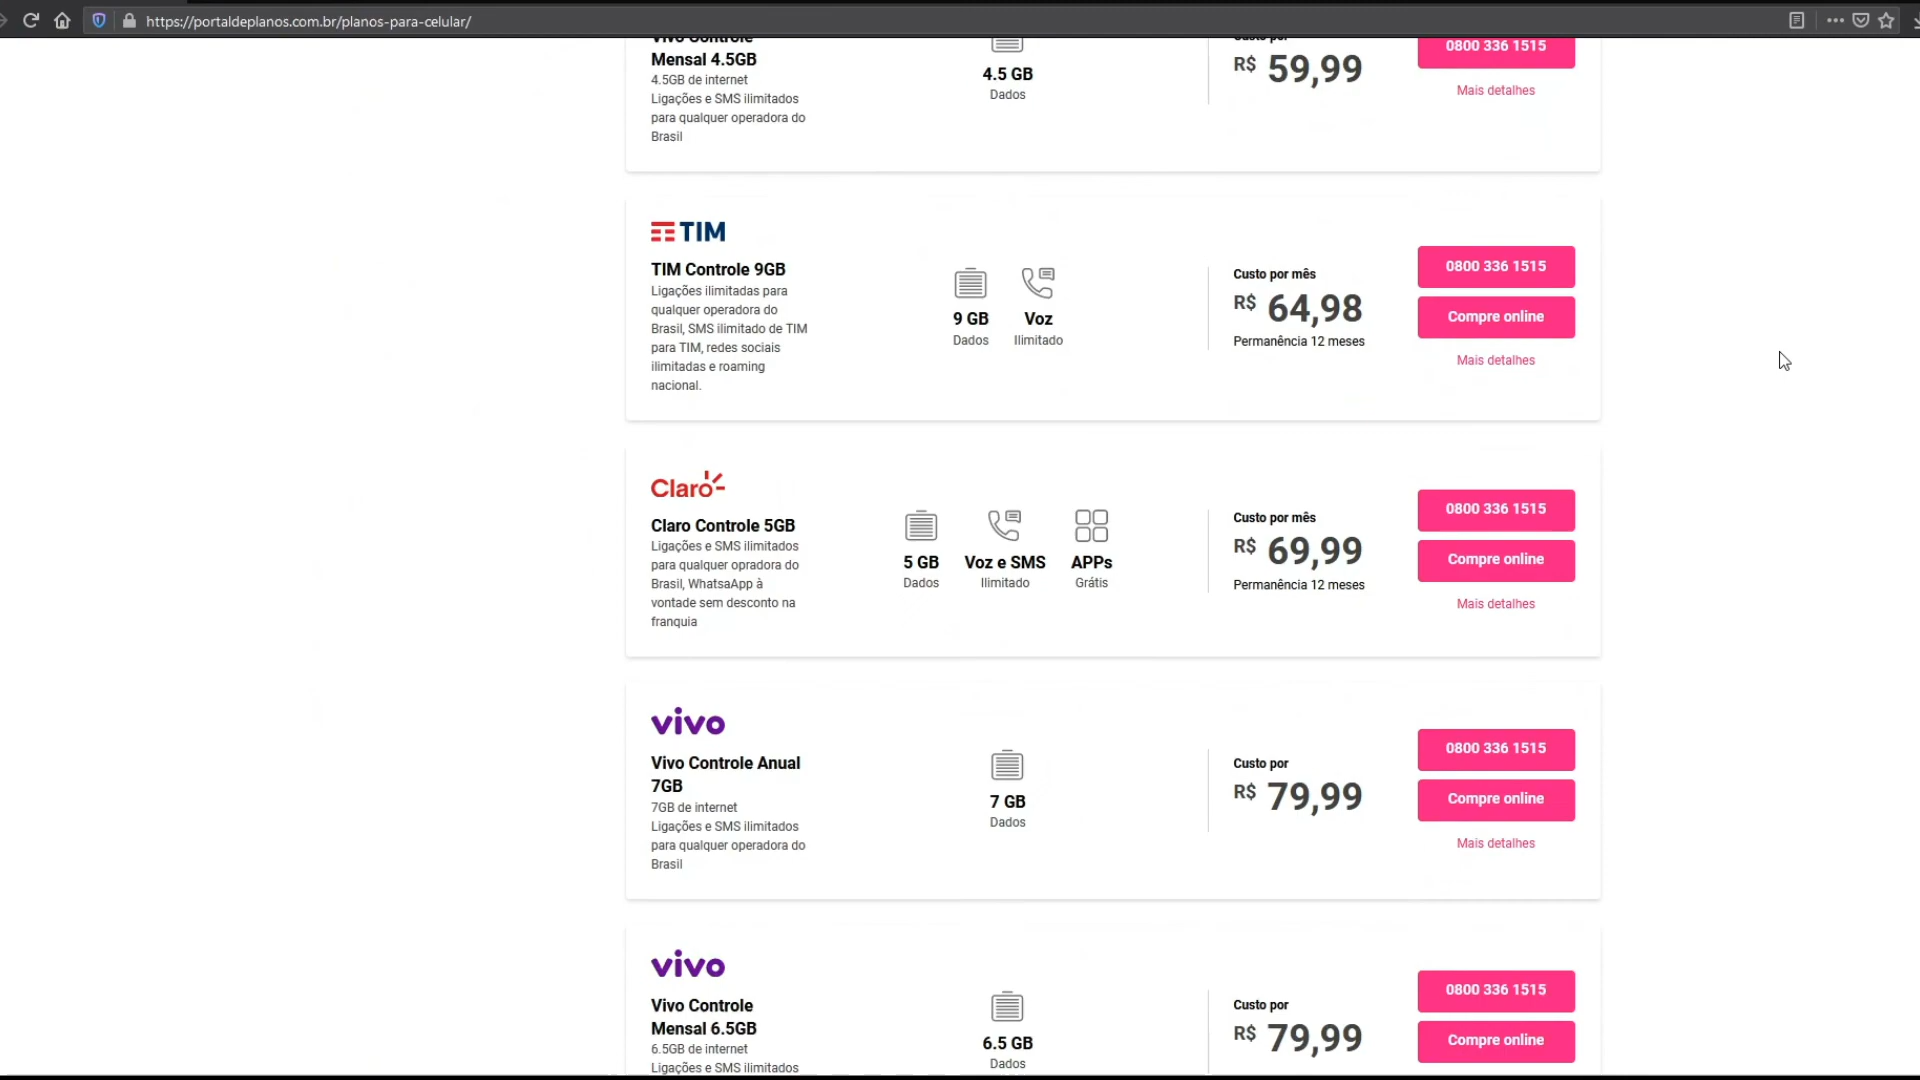 https://portaldeplanos.com.br/planos-para-celular/
Vivo Controle
Mensal 4.5GB
4.5GB de internet
Ligações e SMS ilimitados
para qualquer operadora do
Brasil
4.5 GB
Dados
Custo por
R$ 59,99
0800 336 1515
Mais detalhes
TIM
TIM Controle 9GB
Ligações ilimitadas para
qualquer operadora do
Brasil, SMS ilimitado de TIM
para TIM, redes sociais
ilimitadas e roaming
nacional.
9 GB
Dados
Voz
Ilimitado
Custo por mês
R$ 64,98
Permanência 12 meses
0800 336 1515
Compre online
Mais detalhes
Claro
Claro Controle 5GB
Ligações e SMS ilimitados
para qualquer opradora do
Brasil, WhatsaApp à
vontade sem desconto na
franquia
5 GB
Dados
Voz e SMS
Ilimitado
APPs
Grátis
Custo por mês
R$ 69,99
Permanência 12 meses
0800 336 1515
Compre online
Mais detalhes
vivo
Vivo Controle Anual
7GB
7GB de internet
Ligações e SMS ilimitados
para qualquer operadora do
Brasil
7 GB
Dados
Custo por
R$ 79,99
0800 336 1515
Compre online
Mais detalhes
vivo
Vivo Controle
Mensal 6.5GB
6.5GB de internet
Ligações e SMS ilimitados
6.5 GB
Dados
Custo por
R$ 79,99
0800 336 1515
Compre online